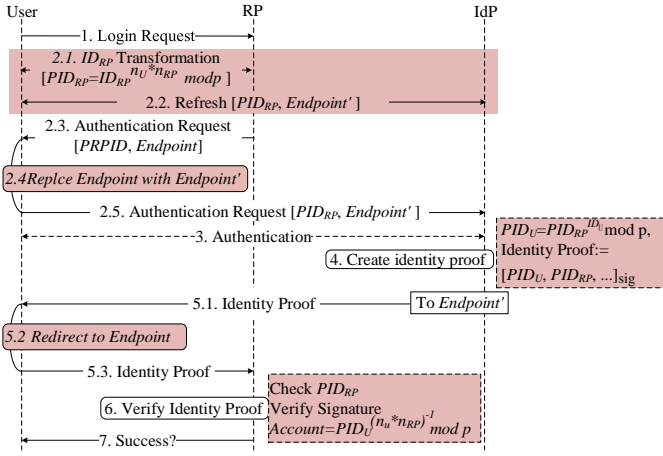 User RP IdP
1. Login Request
2.1. ID_RP Transformation
[PID_RP=ID_RP^n_U*n_RP modp ]
2.2. Refresh [PID_RP, Endpoint' ]
2.3. Authentication Request
[PRPID, Endpoint]
2.4Replce Endpoint with Endpoint'
2.5. Authentication Request [PID_RP, Endpoint' ]
3. Authentication
PID_U=PID_RP^ID_U mod p,
Identity Proof:=
[PID_U, PID_RP, ...]sig
4. Create identity proof
5.1. Identity Proof
To Endpoint'
5.2 Redirect to Endpoint
5.3. Identity Proof
Check PID_RP
Verify Signature
Account=PID_U^(n_u*n_RP)^-1 mod p
6. Verify Identity Proof
7. Success?